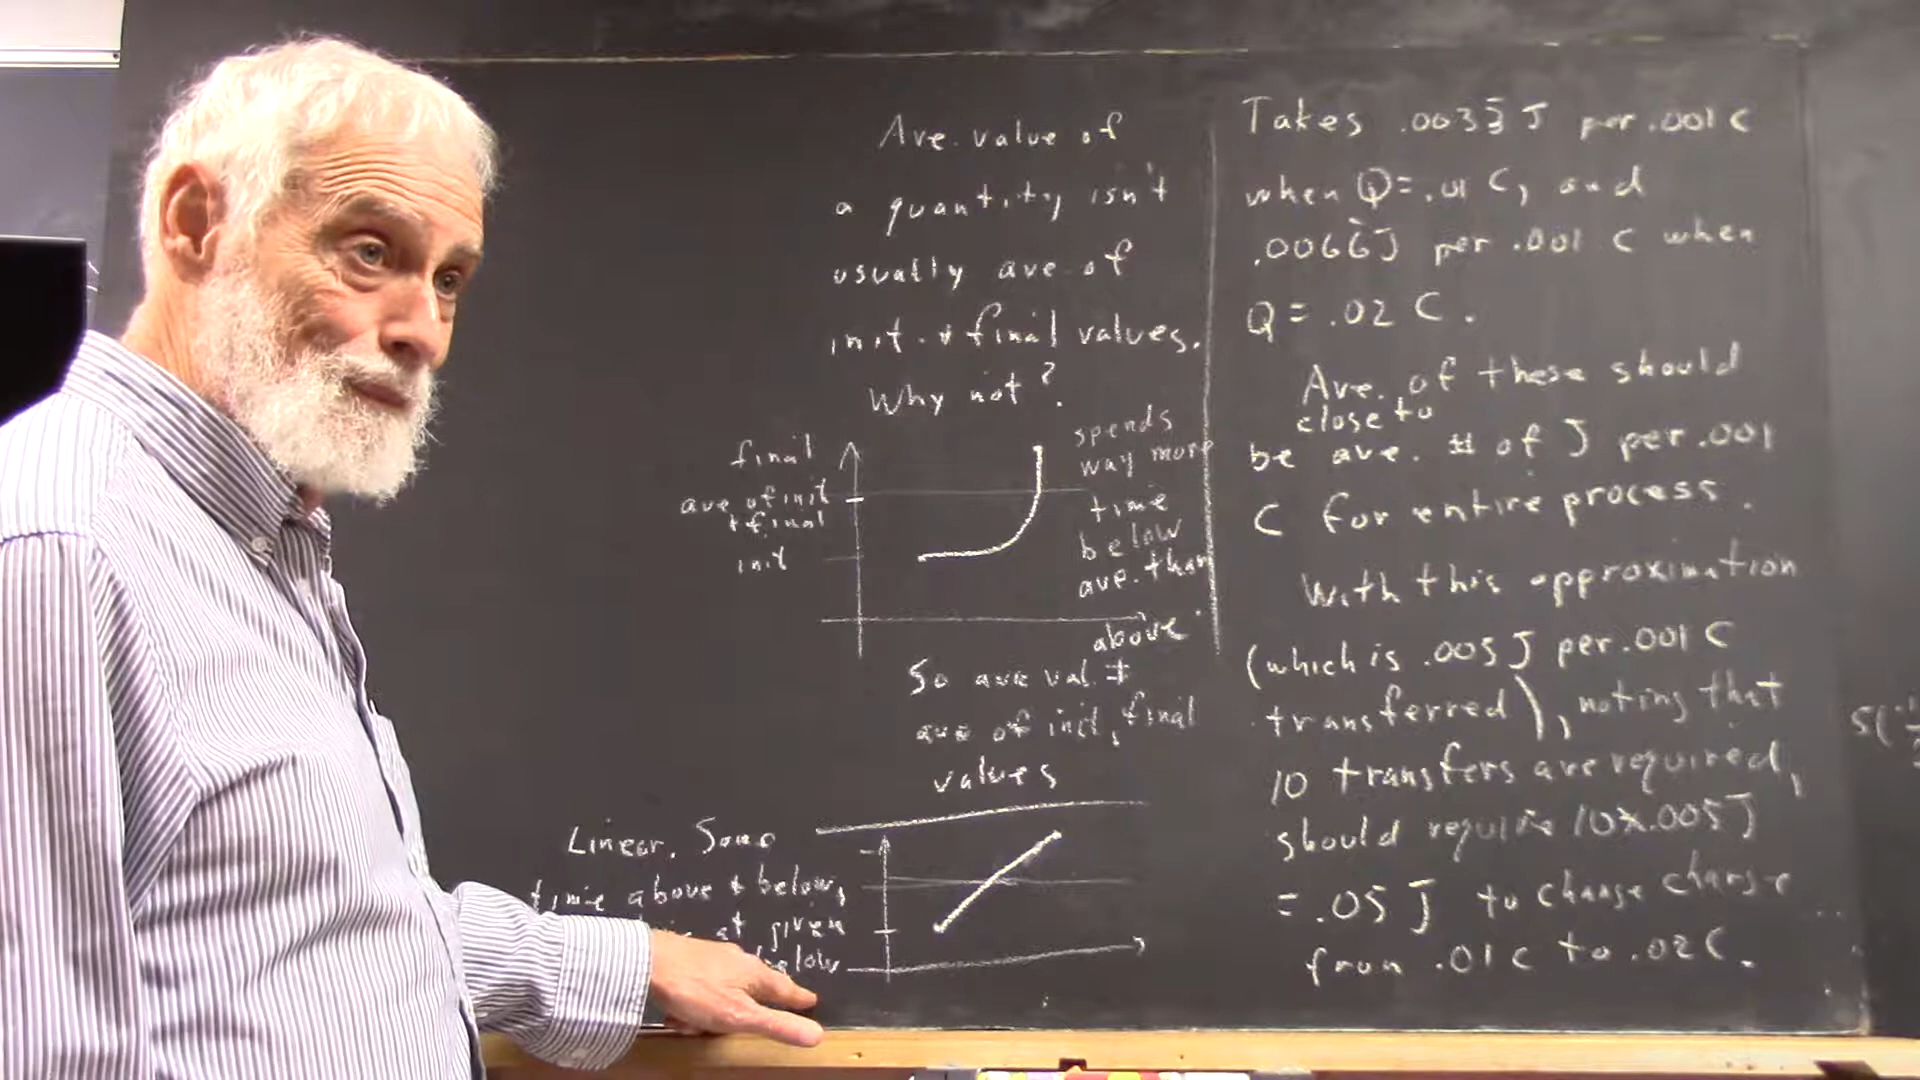 Ave. value of
a quantity isn't
usually ave. of
init. + final values.
Why not?
final
ave. of init
+ final
init
spends
way more
time
below
ave. than
above.
So ave val. ≠
ave of init, final
values
Linear. Same
time above + below,
at given
below
Takes .0033̄ J per .001 C
when Q = .01 C, and
.0066̄ J per .001 C when
Q = .02 C.
Ave. of these should
close to
be ave. # of J per .001
C for entire process.
With this approximation
(which is .005 J per .001 C
transferred), noting that
10 transfers are required,
should require 10 x .005 J
= .05 J to change charge
from .01 C to .02 C.